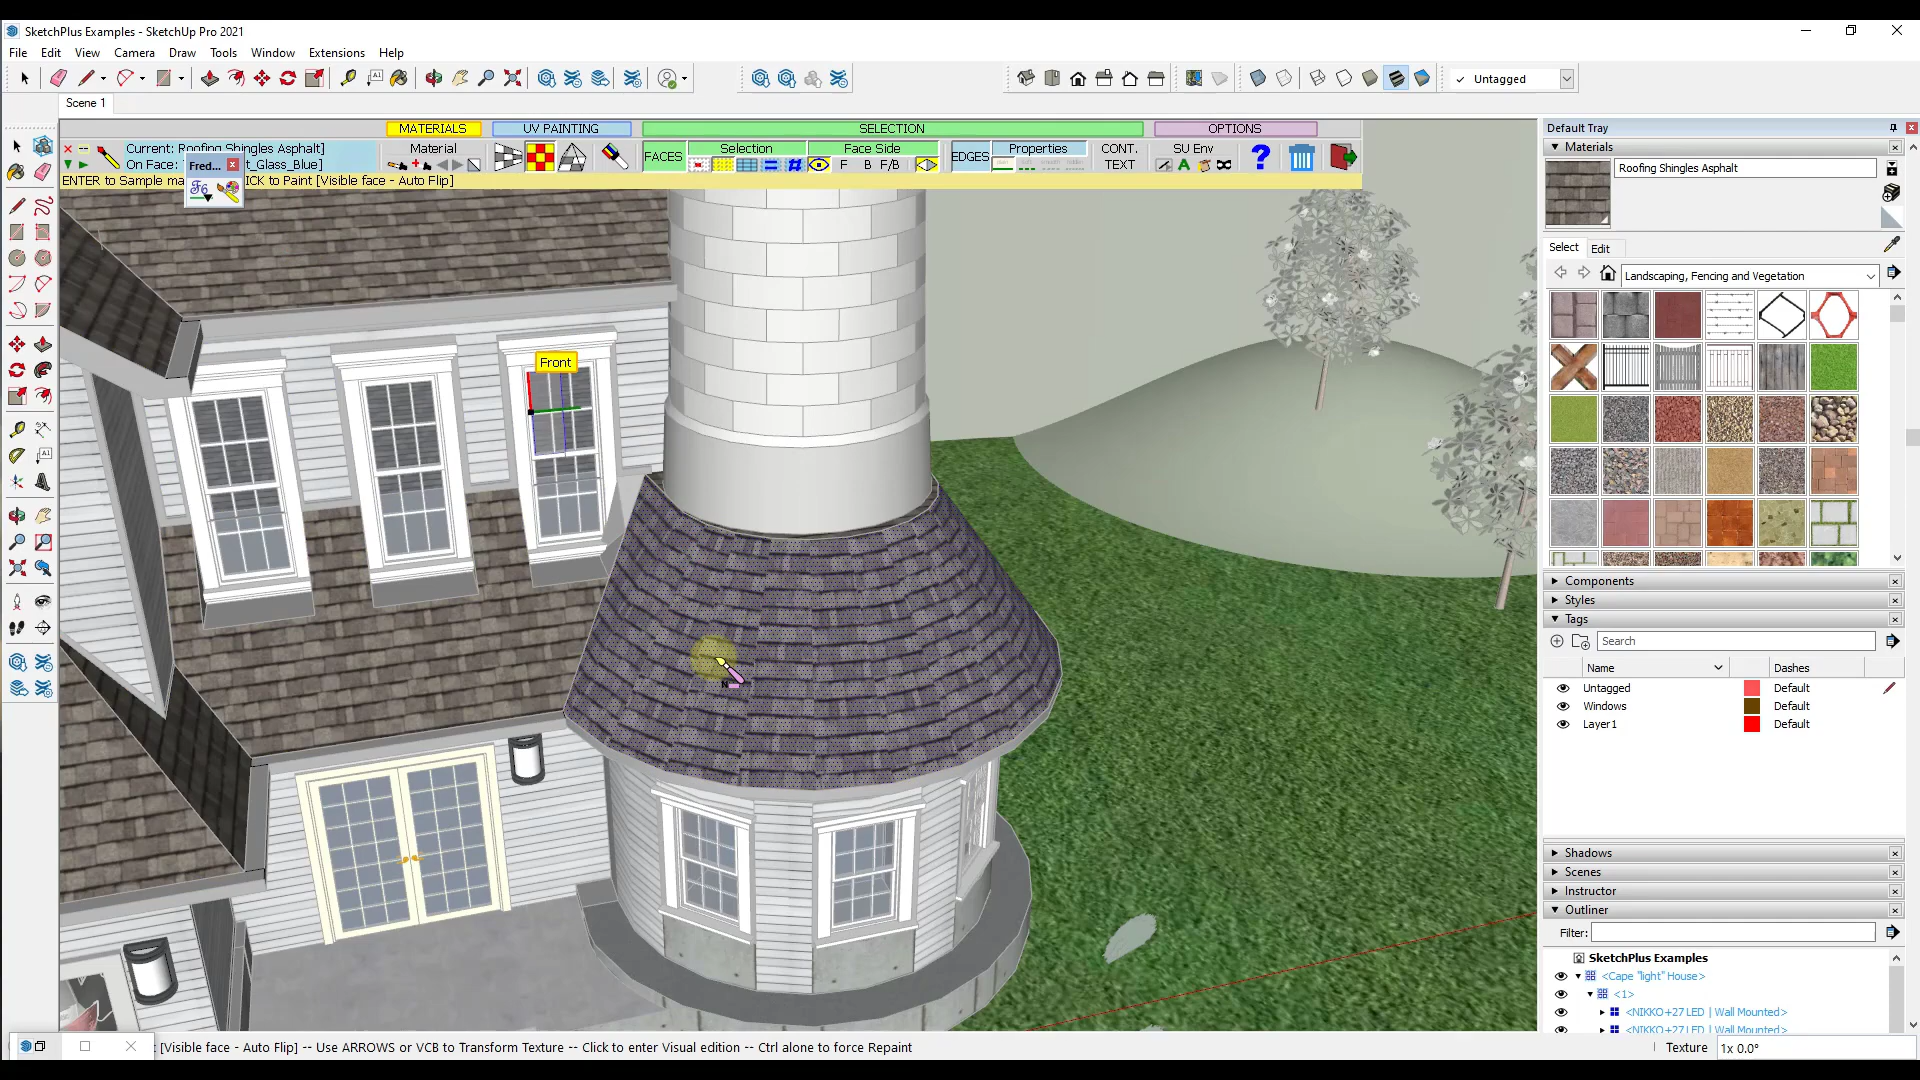 SketchPlus Examples - SketchUp Pro 2021
File Edit View Camera Draw Tools Window Extensions Help
Untagged
Scene 1
MATERIALS UV PAINTING SELECTION OPTIONS
Current: Roofing Shingles Asphalt]
Material FACES Selection Face Side EDGES Properties CONT. TEXT SU Env
On Face:
t_Glass_Blue]
F B F/B
Fred...
ENTER to Sample ma
ICK to Paint [Visible face - Auto Flip]
Front
Default Tray
Materials
Roofing Shingles Asphalt
Select Edit
Landscaping, Fencing and Vegetation
Components
Styles
Tags
Search
Name Dashes
Untagged Default
Windows Default
Layer1 Default
Shadows
Scenes
Instructor
Outliner
Filter:
SketchPlus Examples
<Cape "light" House>
<1>
<NIKKO+27 LED | Wall Mounted>
<NIKKO+27 LED | Wall Mounted>
[Visible face - Auto Flip] -- Use ARROWS or VCB to Transform Texture -- Click to enter Visual edition -- Ctrl alone to force Repaint
Texture 1x 0.0°